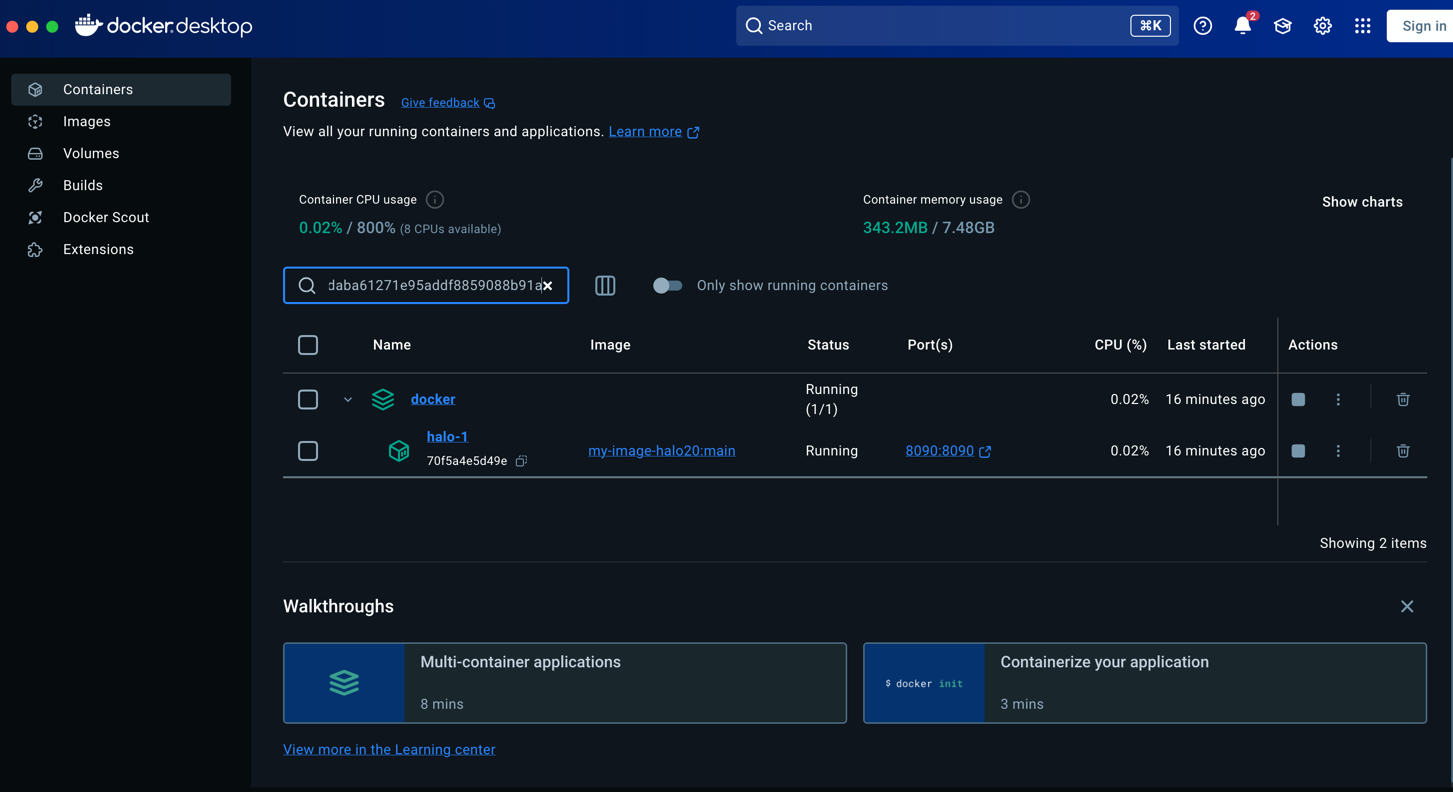 docker.desktop
Search
⌘K
2
Sign in
Containers
Images
Volumes
Builds
Docker Scout
Extensions
Containers Give feedback
View all your running containers and applications. Learn more
Container CPU usage
0.02% / 800% (8 CPUs available)
Container memory usage
343.2MB / 7.48GB
Show charts
daba61271e95addf8859088b91a
Only show running containers
Name Image Status Port(s) CPU (%) Last started Actions
docker Running (1/1) 0.02% 16 minutes ago
halo-1 my-image-halo20:main Running 8090:8090 0.02% 16 minutes ago
70f5a4e5d49e
Showing 2 items
Walkthroughs
Multi-container applications
8 mins
$ docker init
Containerize your application
3 mins
View more in the Learning center